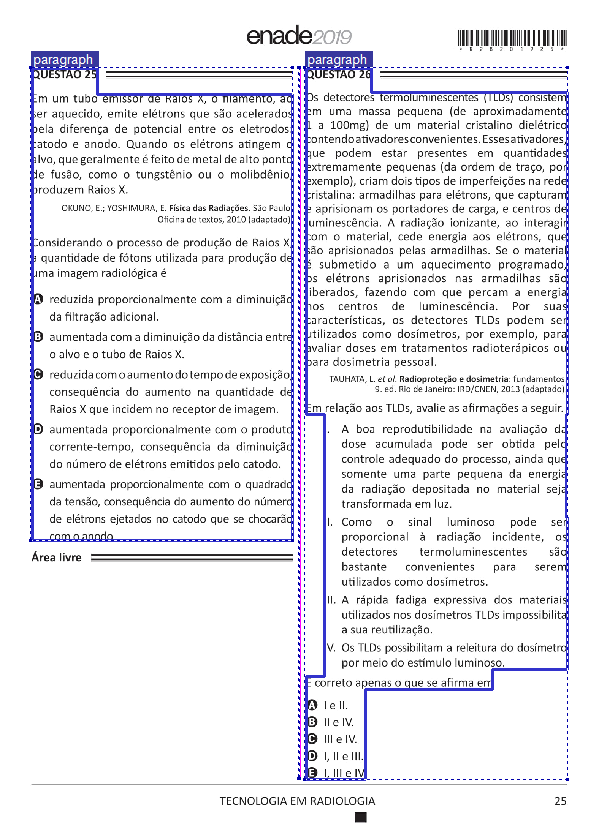 enade2019
paragraph
QUESTÃO 25
Em um tubo emissor de Raios X, o filamento, ao
ser aquecido, emite elétrons que são acelerados
pela diferença de potencial entre os eletrodos
catodo e anodo. Quando os elétrons atingem o
alvo, que geralmente é feito de metal de alto ponto
de fusão, como o tungstênio ou o molibdênio,
produzem Raios X.
OKUNO, E.; YOSHIMURA, E. Física das Radiações. São Paulo:
Oficina de textos, 2010 (adaptado).
Considerando o processo de produção de Raios X,
a quantidade de fótons utilizada para produção de
uma imagem radiológica é
A reduzida proporcionalmente com a diminuição
da filtração adicional.
B aumentada com a diminuição da distância entre
o alvo e o tubo de Raios X.
C reduzida com o aumento do tempo de exposição,
consequência do aumento na quantidade de
Raios X que incidem no receptor de imagem.
D aumentada proporcionalmente com o produto
corrente-tempo, consequência da diminuição
do número de elétrons emitidos pelo catodo.
E aumentada proporcionalmente com o quadrado
da tensão, consequência do aumento do número
de elétrons ejetados no catodo que se chocarão
com o anodo.
Área livre
paragraph
QUESTÃO 26
Os detectores termoluminescentes (TLDs) consistem
em uma massa pequena (de aproximadamente
1 a 100mg) de um material cristalino dielétrico
contendo ativadores convenientes. Esses ativadores,
que podem estar presentes em quantidades
extremamente pequenas (da ordem de traço, por
exemplo), criam dois tipos de imperfeições na rede
cristalina: armadilhas para elétrons, que capturam
e aprisionam os portadores de carga, e centros de
luminescência. A radiação ionizante, ao interagir
com o material, cede energia aos elétrons, que
são aprisionados pelas armadilhas. Se o material
é submetido a um aquecimento programado,
os elétrons aprisionados nas armadilhas são
liberados, fazendo com que percam a energia
nos centros de luminescência. Por suas
características, os detectores TLDs podem ser
utilizados como dosímetros, por exemplo, para
avaliar doses em tratamentos radioterápicos ou
para dosimetria pessoal.
TAUHATA, L. et al. Radioproteção e dosimetria: fundamentos.
9. ed. Rio de Janeiro: IRD/CNEN, 2013 (adaptado).
Em relação aos TLDs, avalie as afirmações a seguir.
I. A boa reprodutibilidade na avaliação da
dose acumulada pode ser obtida pelo
controle adequado do processo, ainda que
somente uma parte pequena da energia
da radiação depositada no material seja
transformada em luz.
II. Como o sinal luminoso pode ser
proporcional à radiação incidente, os
detectores termoluminescentes são
bastante convenientes para serem
utilizados como dosímetros.
III. A rápida fadiga expressiva dos materiais
utilizados nos dosímetros TLDs impossibilita
a sua reutilização.
IV. Os TLDs possibilitam a releitura do dosímetro
por meio do estímulo luminoso.
É correto apenas o que se afirma em
A I e II.
B II e IV.
C III e IV.
D I, II e III.
E I, III e IV.
TECNOLOGIA EM RADIOLOGIA
25